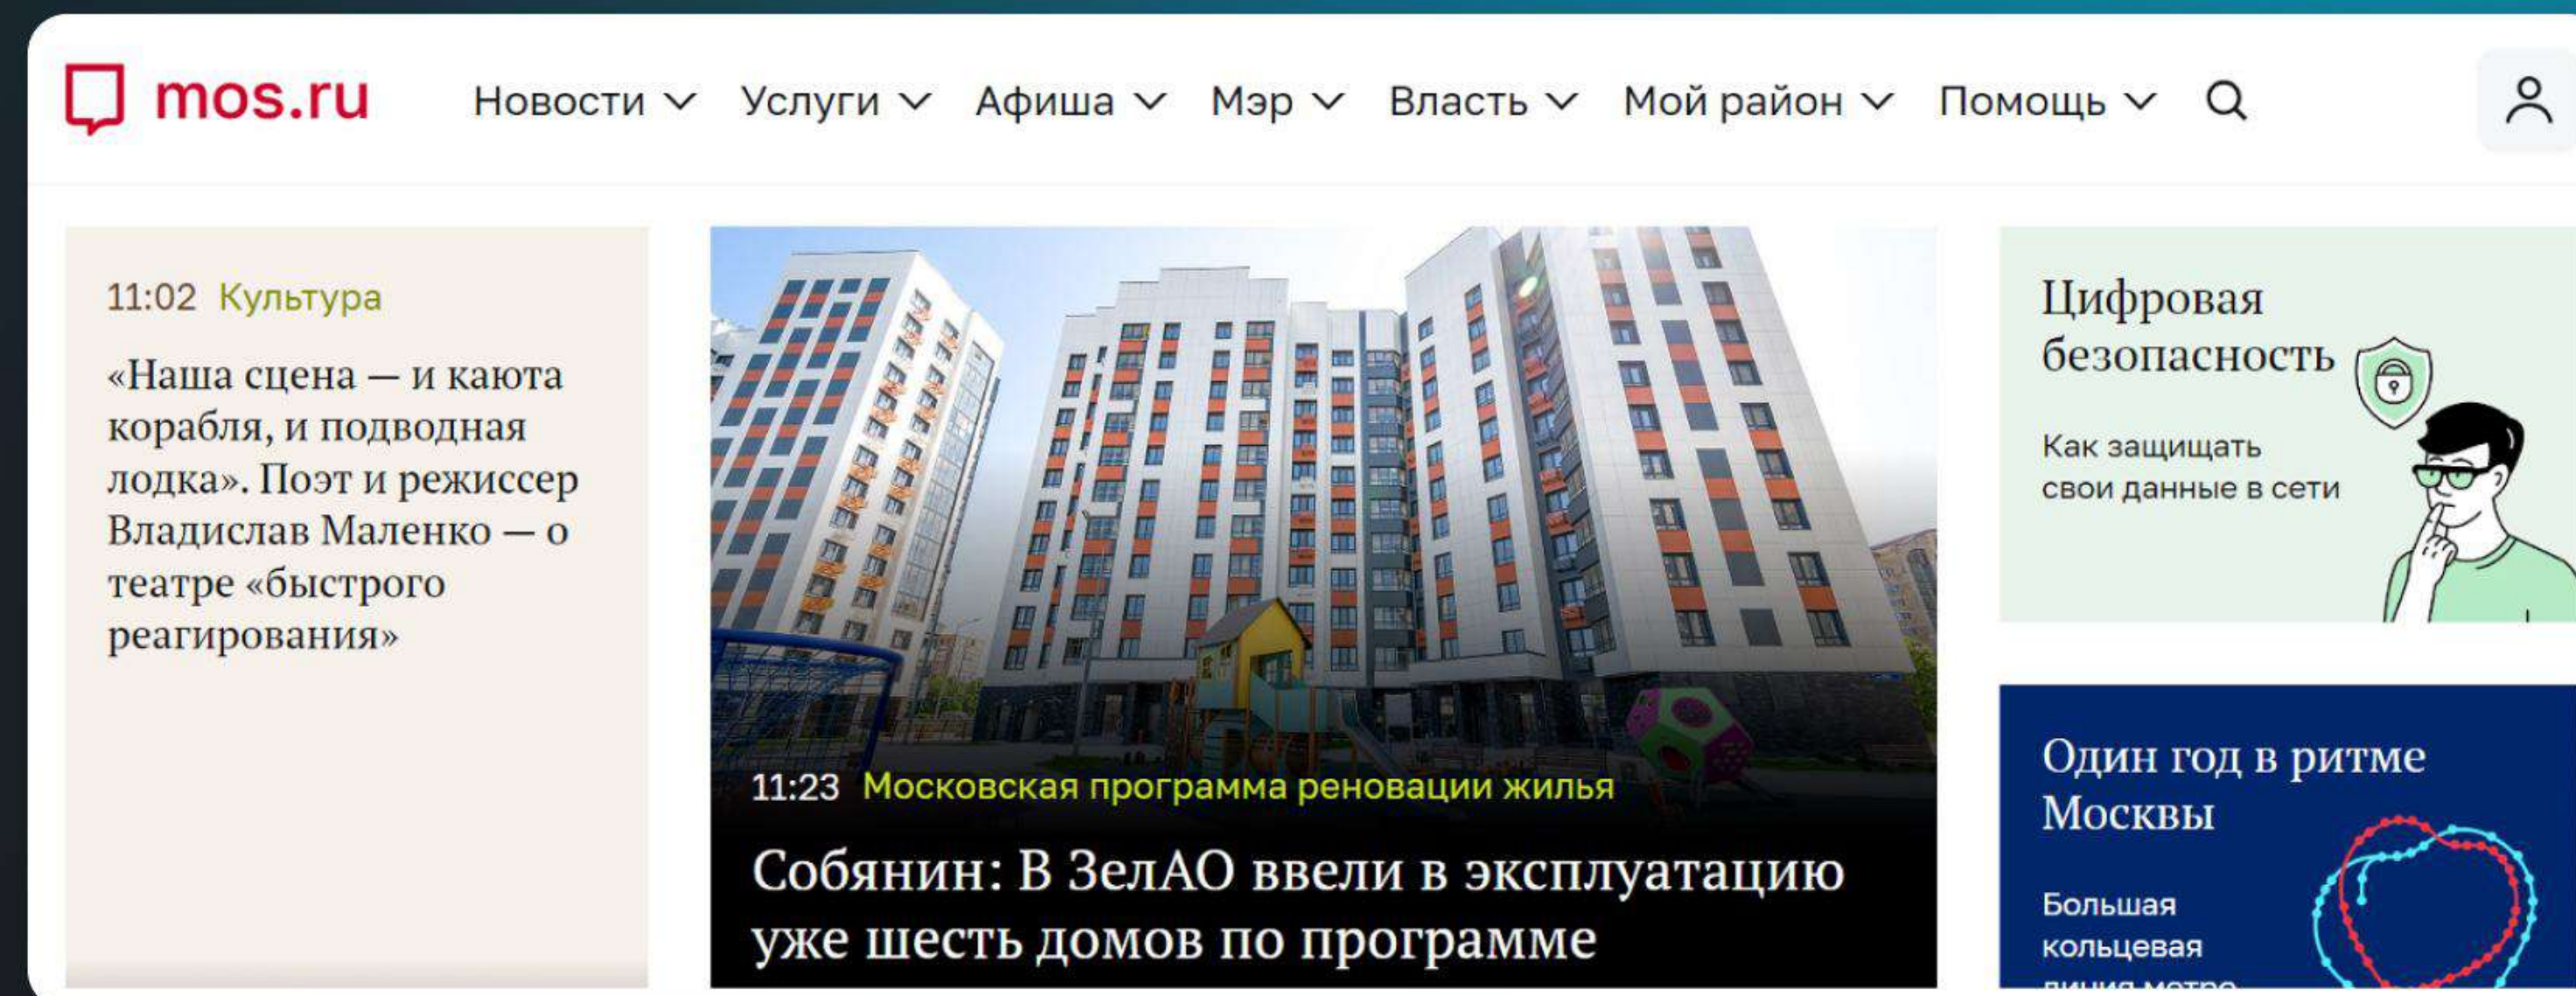 mos.ru
Новости
Услуги
Афиша
Мэр
Власть
Мой район
Помощь
11:02 Культура
«Наша сцена — и каюта
корабля, и подводная
лодка». Поэт и режиссер
Владислав Маленко — о
театре «быстрого
реагирования»
11:23 Московская программа реновации жилья
Собянин: В ЗелАО ввели в эксплуатацию
уже шесть домов по программе
Цифровая
безопасность
Как защищать
свои данные в сети
Один год в ритме
Москвы
Большая
кольцевая
линия метро